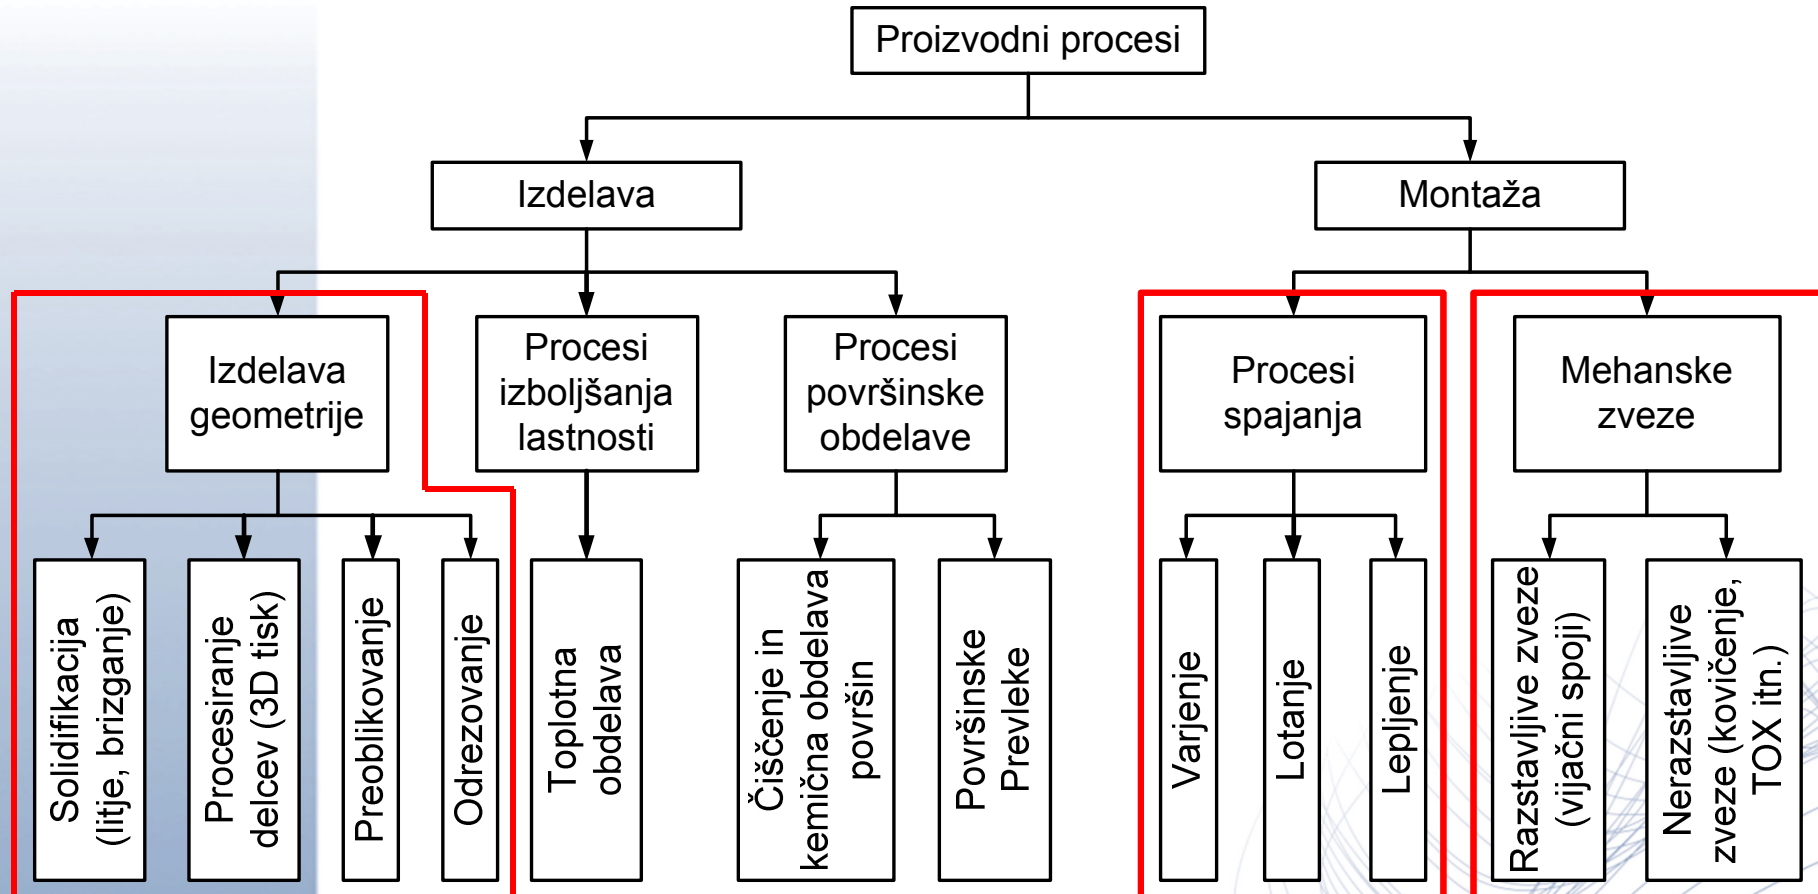 Proizvodni procesi
Izdelava
Montaža
Izdelava
geometrije
Procesi
izboljšanja
lastnosti
Procesi
površinske
obdelave
Procesi
spajanja
Mehanske
zveze
Solidifikacija
(litje, brizganje)
Procesiranje
delcev (3D tisk)
Preoblikovanje
Odrezovanje
Toplotna
obdelava
Čiščenje in
kemična obdelava
površin
Površinske
Prevleke
Varjenje
Lotanje
Lepljenje
Razstavljive zveze
(vijačni spoji)
Nerazstavljive
zveze (kovičenje,
TOX itn.)